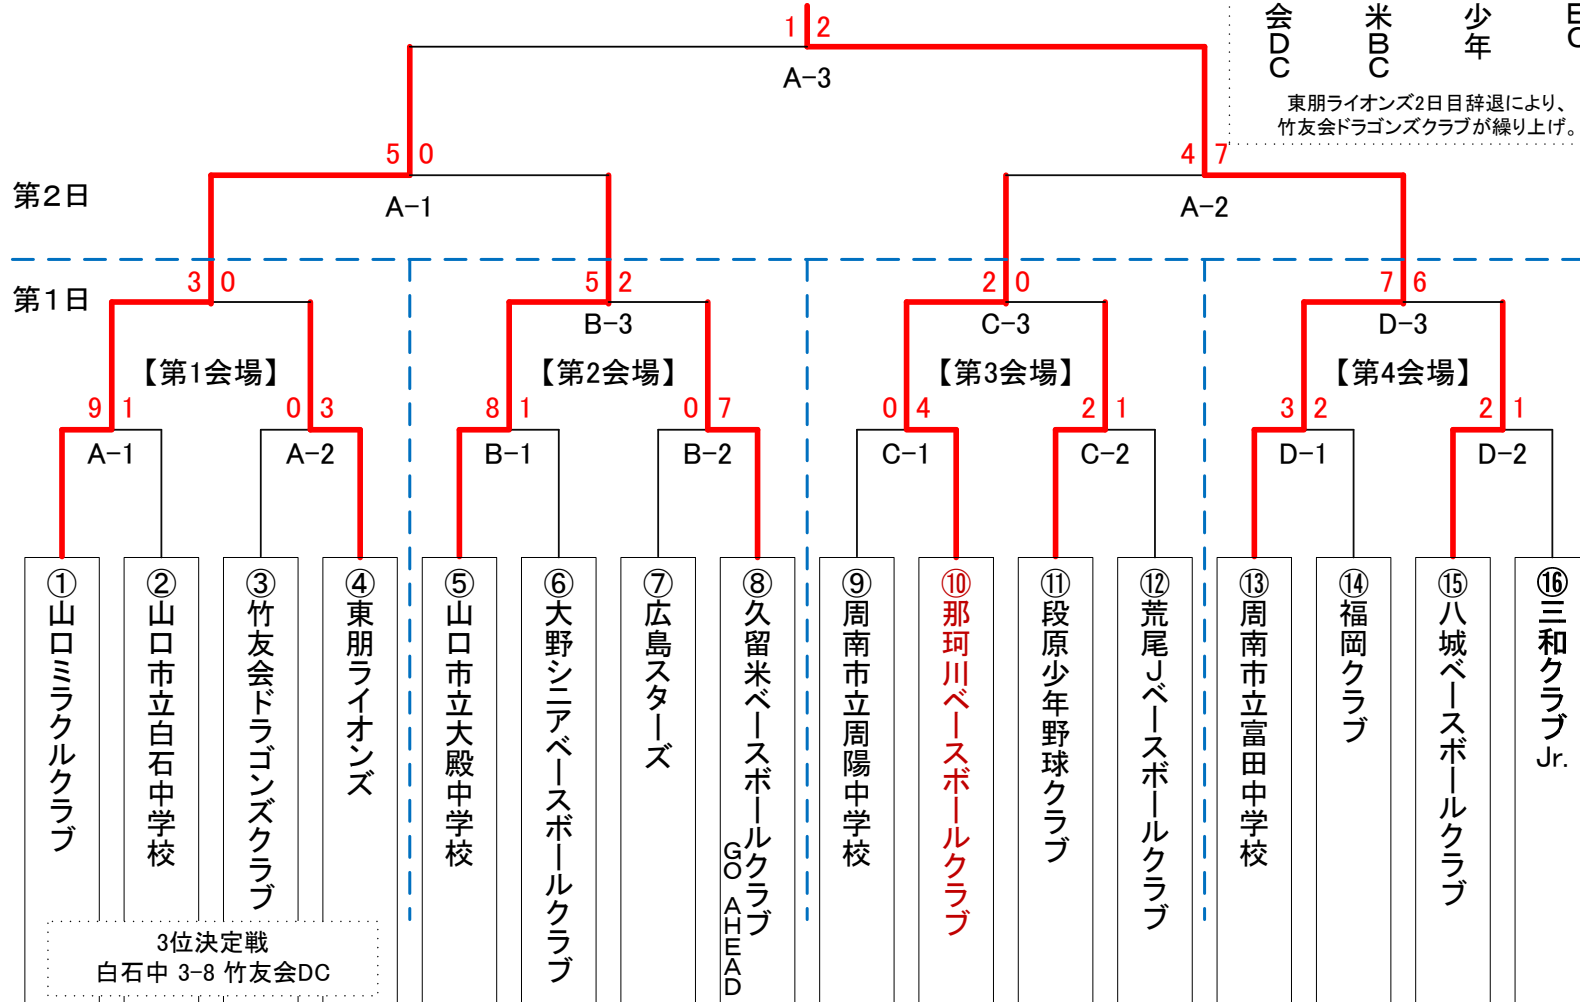 1 2
A-3
会DC
米BC
少年
東朋ライオンズ2日目辞退により、
竹友会ドラゴンズクラブが繰り上げ。
5 0
4 7
第2日
A-1
A-2
第1日
3 0
5 2
2 0
7 6
B-3
C-3
D-3
【第1会場】
【第2会場】
【第3会場】
【第4会場】
9 1
0 3
8 1
0 7
0 4
2 1
3 2
2 1
A-1
A-2
B-1
B-2
C-1
C-2
D-1
D-2
①山口ミラクルクラブ
②山口市立白石中学校
③竹友会ドラゴンズクラブ
④東朋ライオンズ
⑤山口市立大殿中学校
⑥大野シニアベースボールクラブ
⑦広島スターズ
⑧久留米ベースボールクラブ
GO AHEAD
⑨周南市立周陽中学校
⑩那珂川ベースボールクラブ
⑪段原少年野球クラブ
⑫荒尾Jベースボールクラブ
⑬周南市立富田中学校
⑭福岡クラブ
⑮八城ベースボールクラブ
⑯三和クラブJr.
3位決定戦
白石中 3-8 竹友会DC